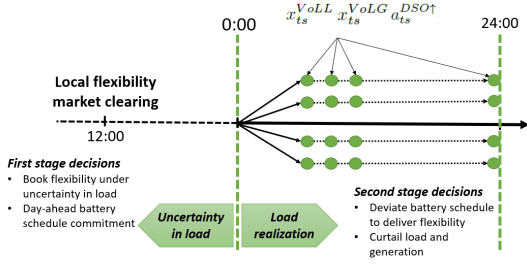 x_{ts}^{VoLL} x_{ts}^{VoLG} a_{ts}^{DSO↑}
0:00
24:00
Local flexibility
market clearing
12:00
First stage decisions
• Book flexibility under
uncertainty in load
• Day-ahead battery
schedule commitment
Uncertainty
in load
Load
realization
Second stage decisions
• Deviate battery schedule
to deliver flexibility
• Curtail load and
generation